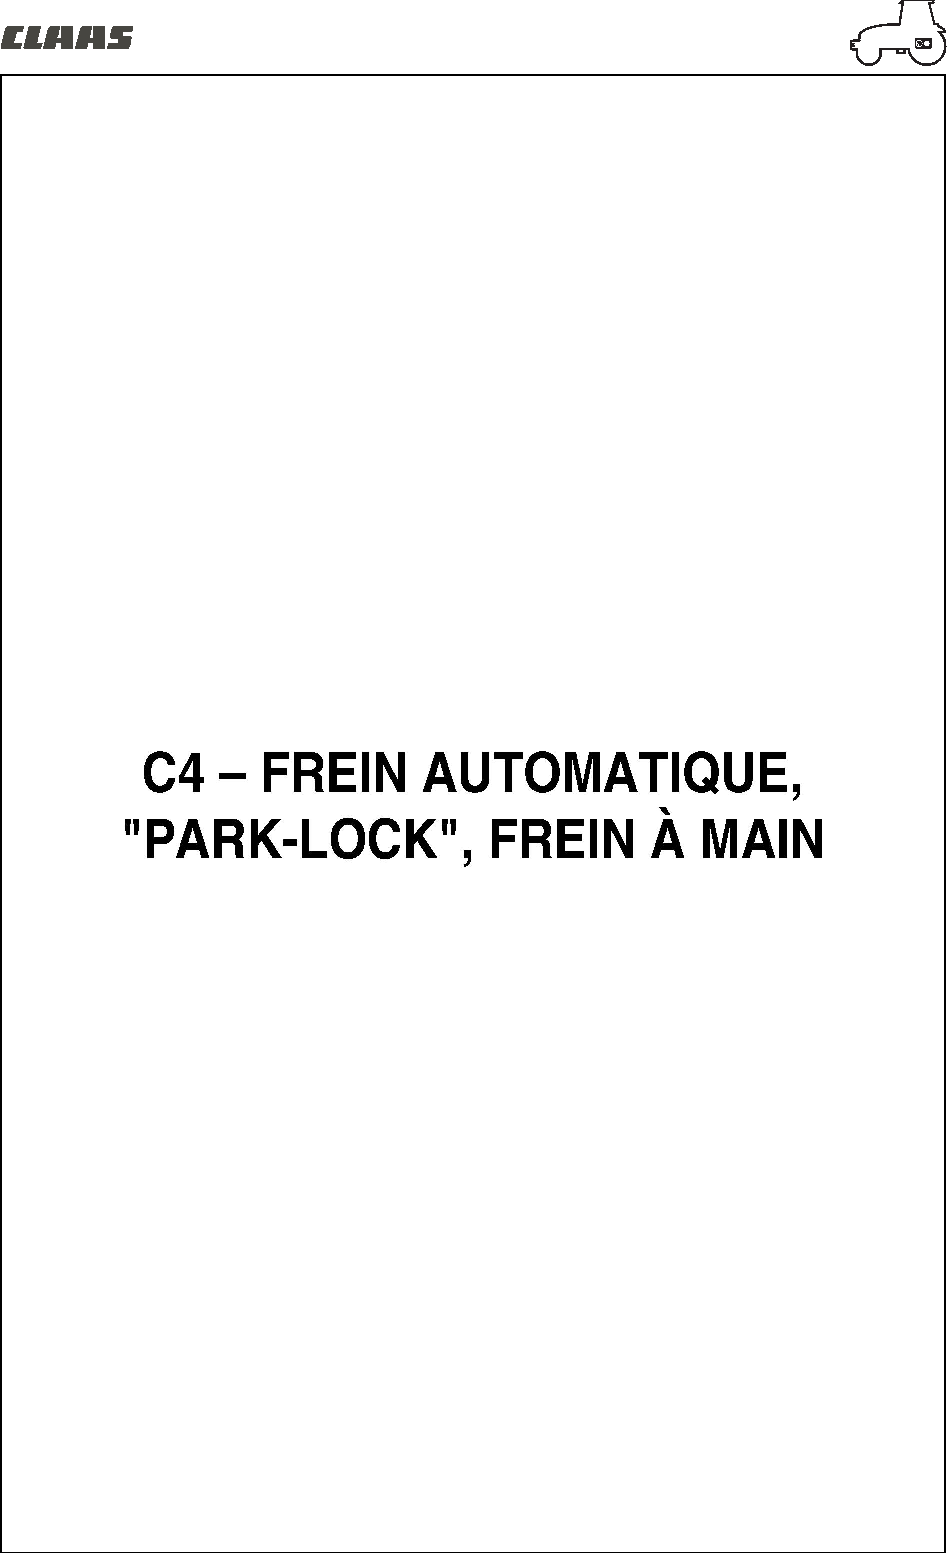 CLAAS
C4 – FREIN AUTOMATIQUE,
"PARK-LOCK", FREIN À MAIN